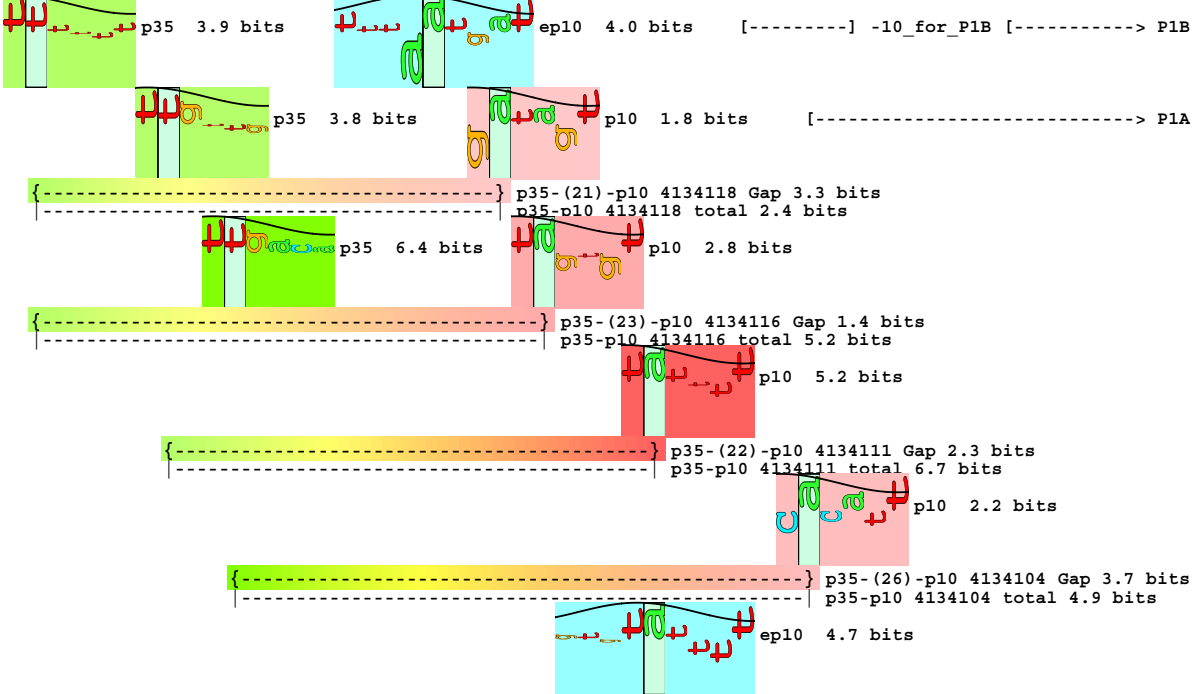 p35 3.9 bits
ep10 4.0 bits
[---------] -10_for_P1B [-----------> P1B
p35 3.8 bits
p10 1.8 bits
[-----------------------------> P1A
p35-(21)-p10 4134118 Gap 3.3 bits
p35-p10 4134118 total 2.4 bits
p35 6.4 bits
p10 2.8 bits
p35-(23)-p10 4134116 Gap 1.4 bits
p35-p10 4134116 total 5.2 bits
p10 5.2 bits
p35-(22)-p10 4134111 Gap 2.3 bits
p35-p10 4134111 total 6.7 bits
p10 2.2 bits
p35-(26)-p10 4134104 Gap 3.7 bits
p35-p10 4134104 total 4.9 bits
ep10 4.7 bits